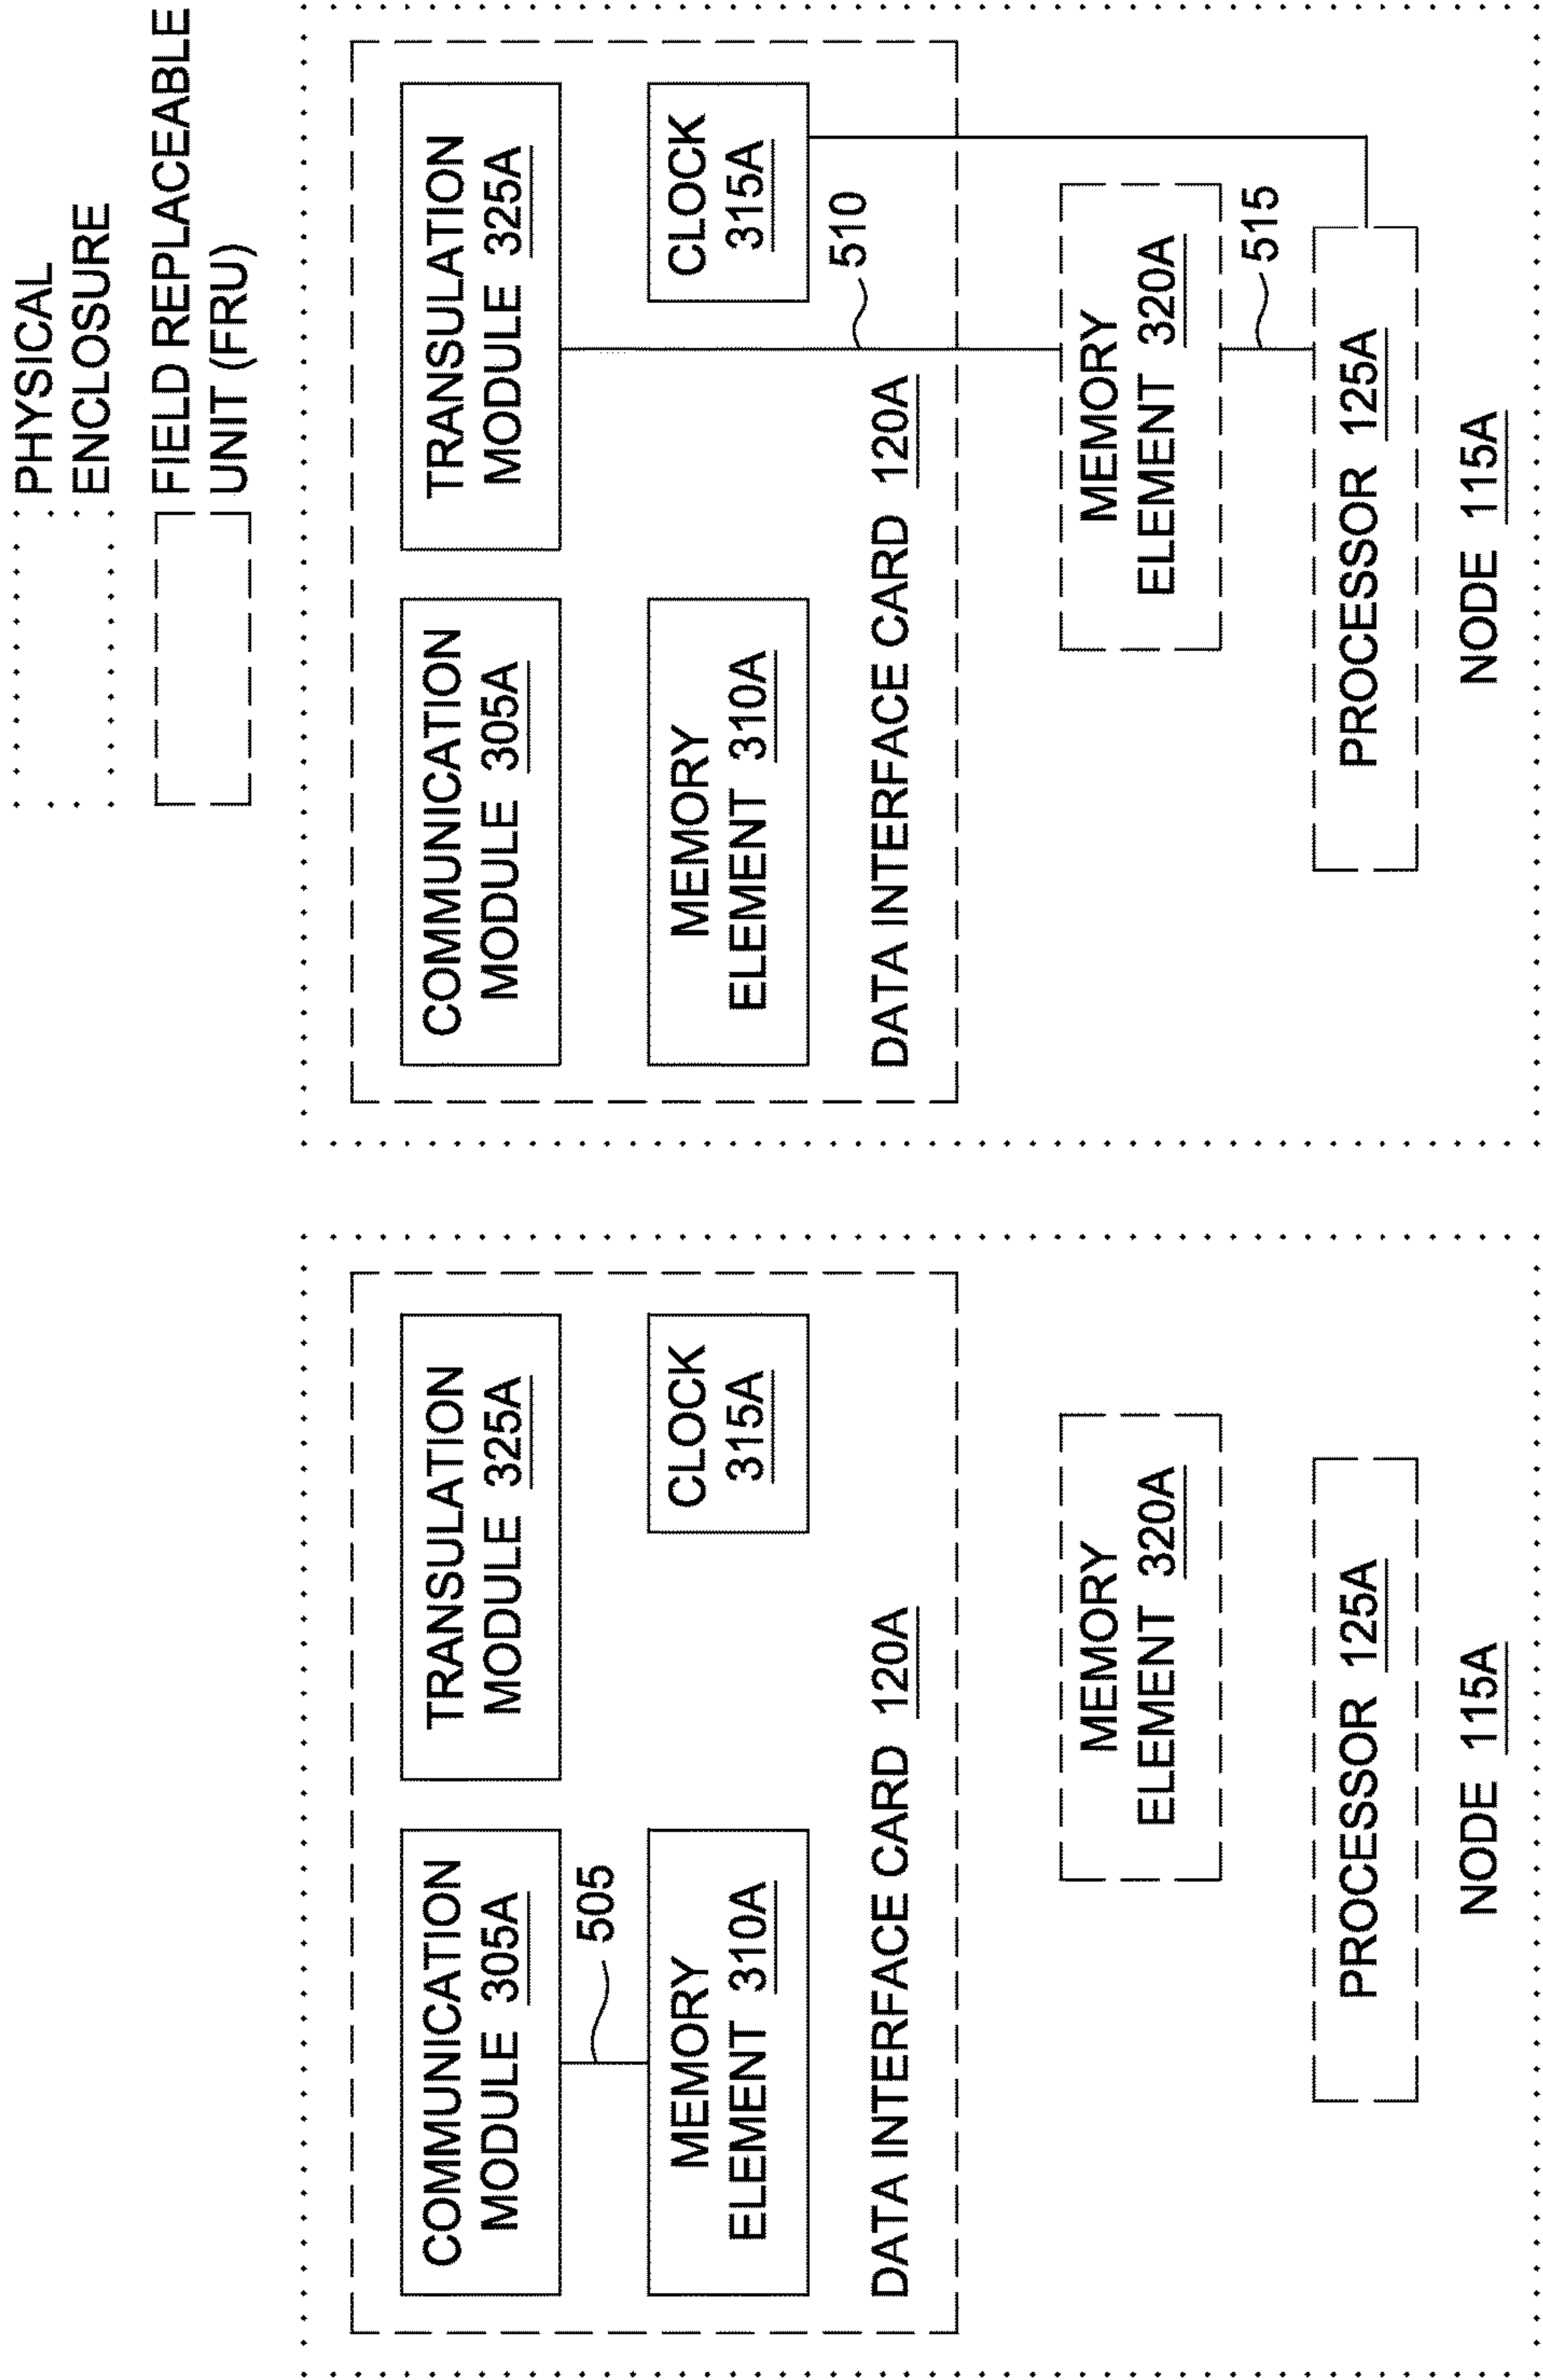 PHYSICAL
ENCLOSURE
FIELD REPLACEABLE
UNIT (FRU)
COMMUNICATION
MODULE 305A
TRANSULATION
MODULE 325A
505
MEMORY
ELEMENT 310A
CLOCK
315A
DATA INTERFACE CARD 120A
MEMORY
ELEMENT 320A
PROCESSOR 125A
NODE 115A
COMMUNICATION
MODULE 305A
TRANSULATION
MODULE 325A
MEMORY
ELEMENT 310A
CLOCK
315A
510
DATA INTERFACE CARD 120A
MEMORY
ELEMENT 320A
515
PROCESSOR 125A
NODE 115A